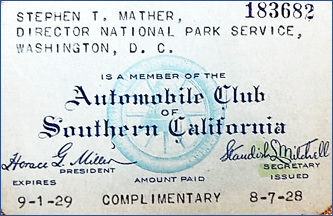 STEPHEN T. MATHER, 183682
DIRECTOR NATIONAL PARK SERVICE,
WASHINGTON, D. C.
IS A MEMBER OF THE
Automobile Club
OF
Southern California
Horace G. Miller Standish Mitchell
PRESIDENT SECRETARY
EXPIRES AMOUNT PAID ISSUED
9-1-29 COMPLIMENTARY 8-7-28